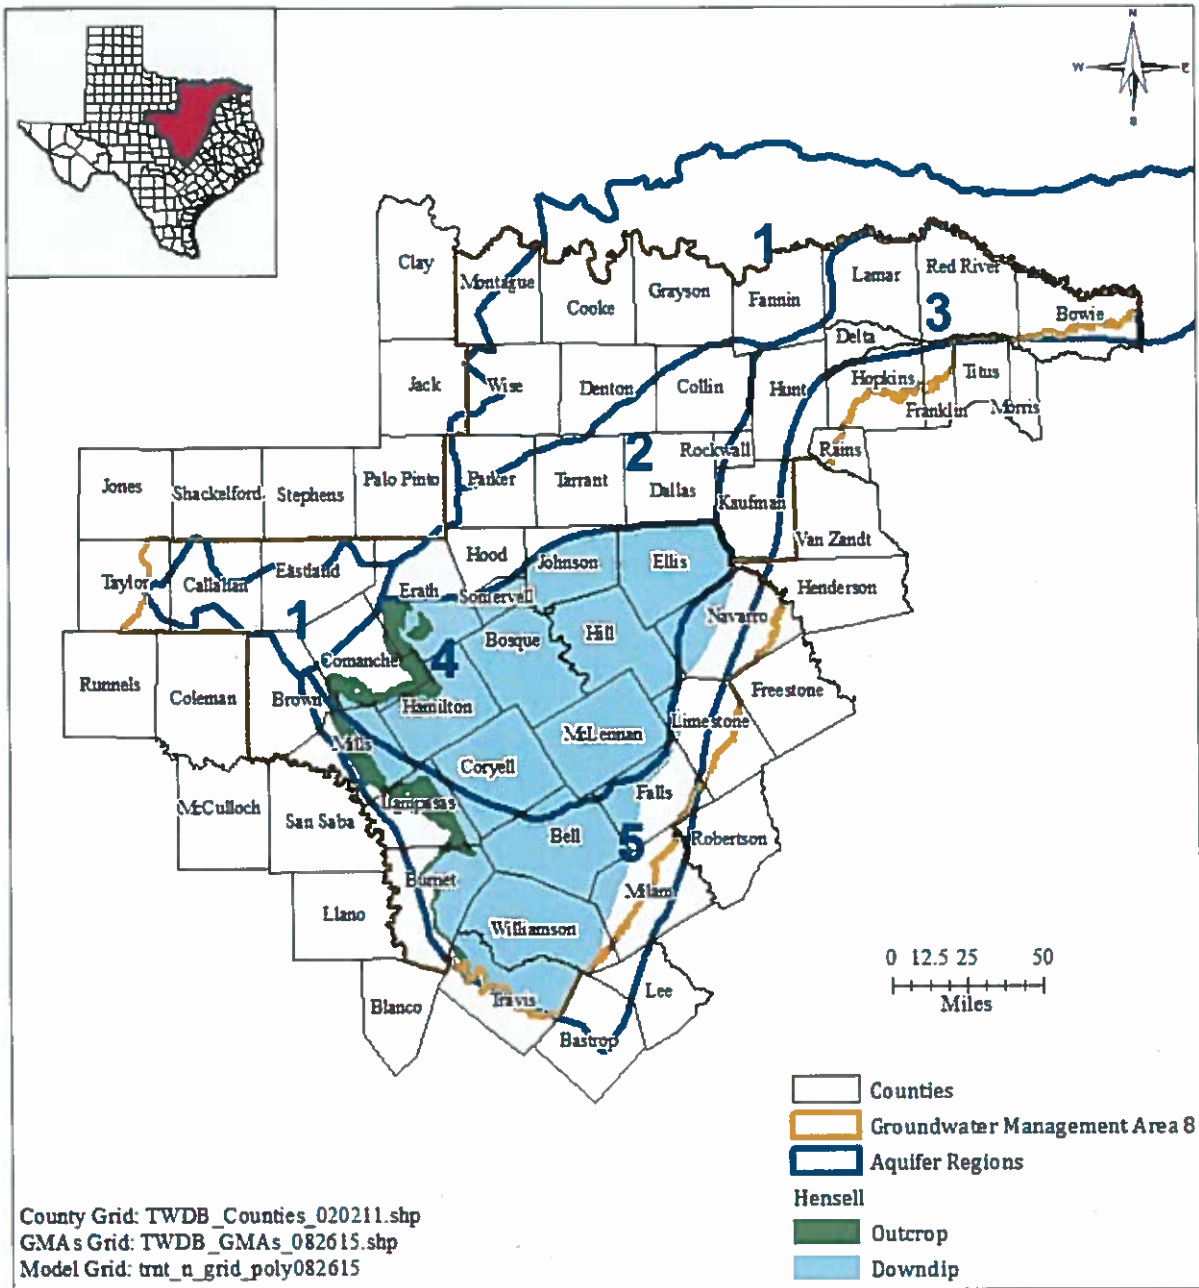 N
W
E
S
1
Clay
Montague
Cooke
Grayson
Fannin
Lamar
Red River
3
Bowie
Delta
Jack
Wise
Denton
Collin
Hunt
Hopkins
Titus
Franklin
Morris
2
Rockwall
Rains
Jones
Shackelford
Stephens
Palo Pinto
Parker
Tarrant
Dallas
Kaufman
Van Zandt
Taylor
Callahan
Eastland
Hood
Johnson
Ellis
Henderson
Erath
Somervell
Navarro
1
Bosque
Hill
Comanche
4
Runnels
Coleman
Brown
Hamilton
Freestone
Limestone
Mills
McLennan
Coryell
Falls
McCulloch
San Saba
Lampasas
Bell
5
Robertson
Burnet
Milam
Llano
Williamson
0 12.5 25 50
Miles
Blanco
Travis
Lee
Bastrop
Counties
Groundwater Management Area 8
Aquifer Regions
Hensell
Outcrop
Downdip
County Grid: TWDB_Counties_020211.shp
GMAs Grid: TWDB_GMAs_082615.shp
Model Grid: trnt_n_grid_poly082615